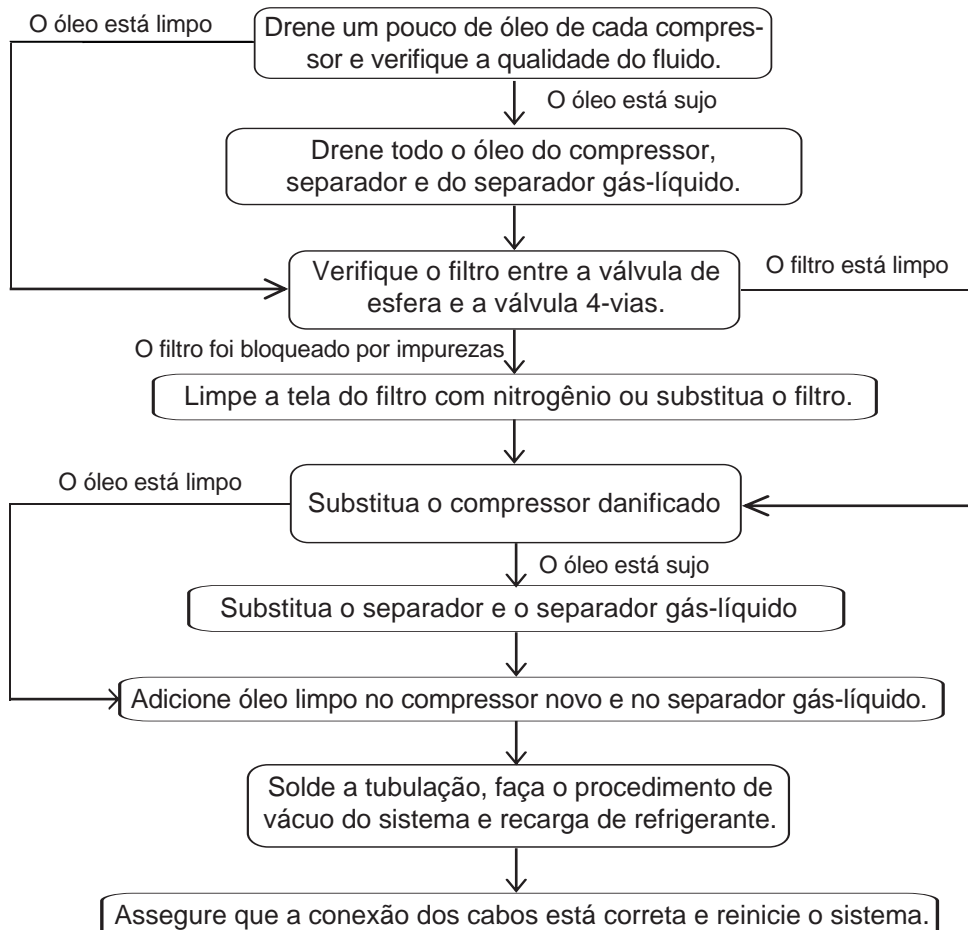 O óleo está limpo
Drene um pouco de óleo de cada compres-
sor e verifique a qualidade do fluido.
O óleo está sujo
Drene todo o óleo do compressor,
separador e do separador gás-líquido.
Verifique o filtro entre a válvula de
esfera e a válvula 4-vias.
O filtro está limpo
O filtro foi bloqueado por impurezas
Limpe a tela do filtro com nitrogênio ou substitua o filtro.
O óleo está limpo
Substitua o compressor danificado
O óleo está sujo
Substitua o separador e o separador gás-líquido
Adicione óleo limpo no compressor novo e no separador gás-líquido.
Solde a tubulação, faça o procedimento de
vácuo do sistema e recarga de refrigerante.
Assegure que a conexão dos cabos está correta e reinicie o sistema.